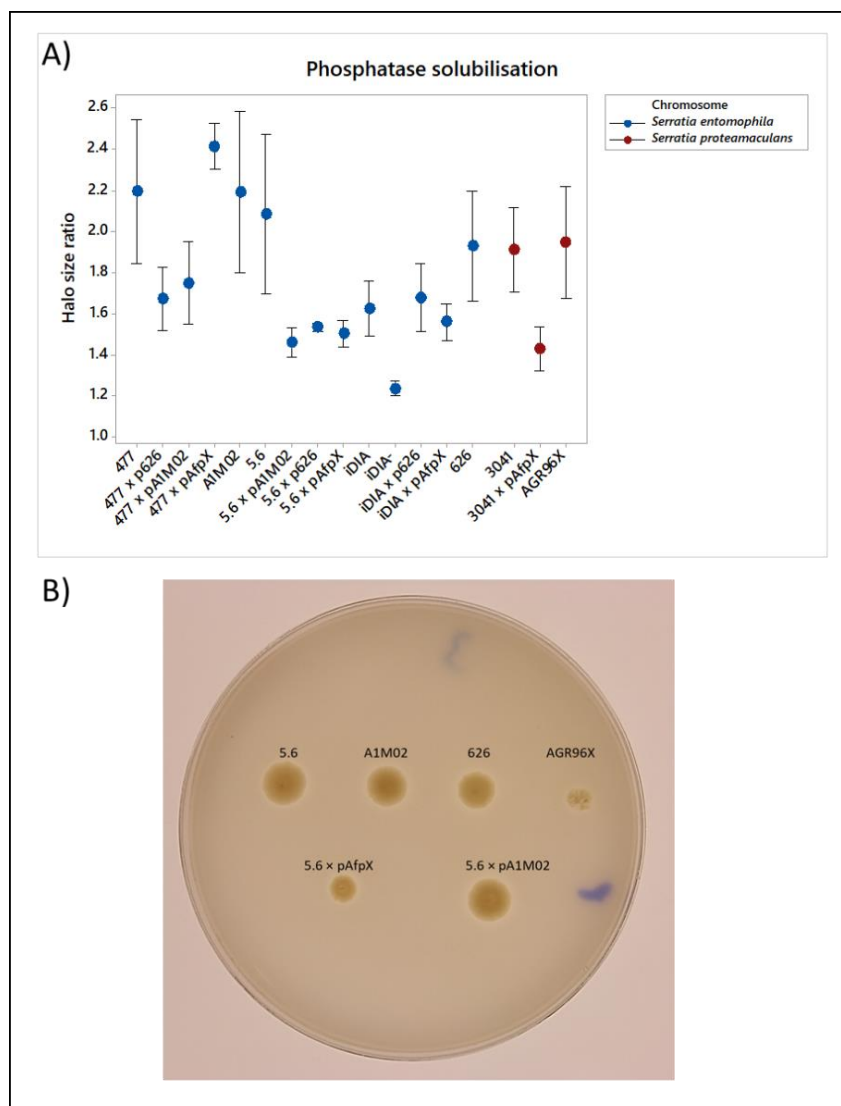 A)
Phosphatase solubilisation
Halo size ratio
2.6
2.4
2.2
2.0
1.8
1.6
1.4
1.2
1.0
477
477 x p626
477 x pA1M02
477 x pAfpX
A1M02
5.6
5.6 x pA1M02
5.6 x p626
5.6 x pAfpX
iDIA
iDIA-
iDIA x p626
iDIA x pAfpX
626
3041
3041 x pAfpX
AGR96X
Chromosome
Serratia entomophila
Serratia proteamaculans
B)
5.6 A1M02 626 AGR96X
5.6 × pAfpX 5.6 × pA1M02